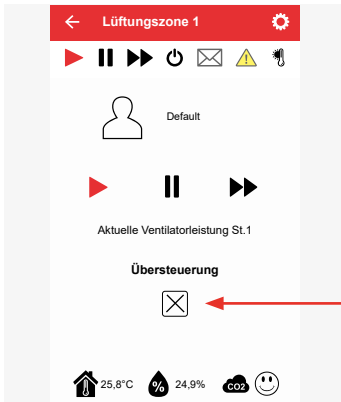 Lüftungszone 1
Default
Aktuelle Ventilatorleistung St.1
Übersteuerung
25,8°C % 24,9% CO2